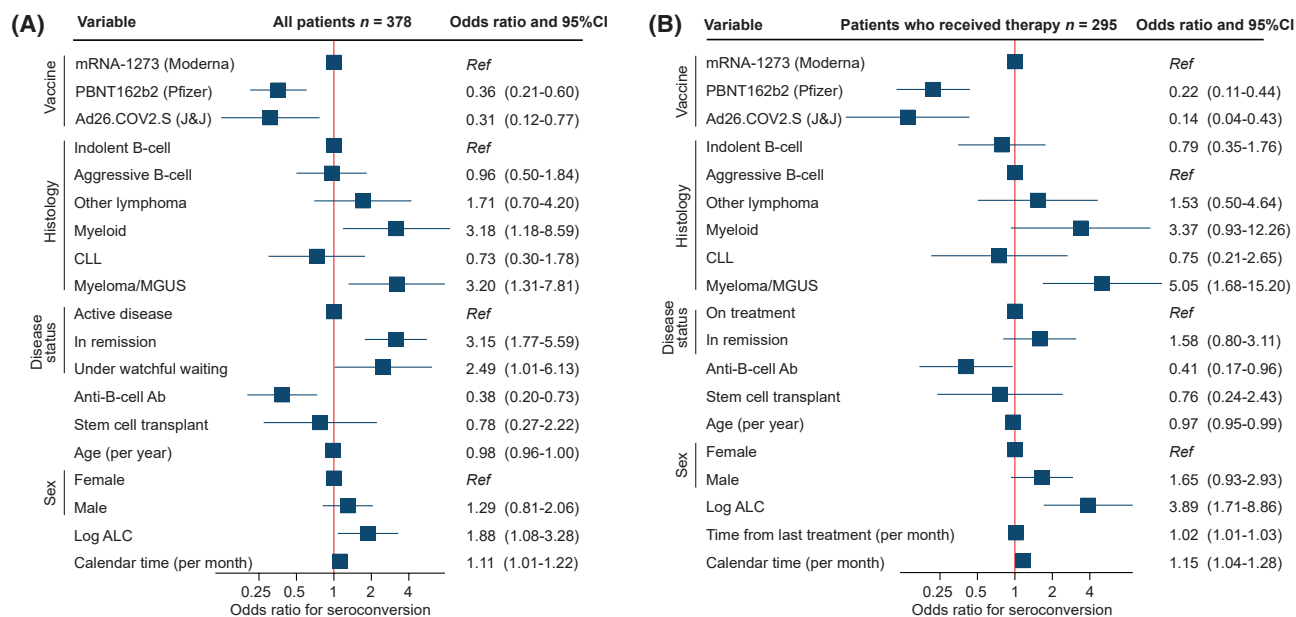 (A) Variable All patients n = 378 Odds ratio and 95%CI
Vaccine
mRNA-1273 (Moderna) Ref
PBNT162b2 (Pfizer) 0.36 (0.21-0.60)
Ad26.COV2.S (J&J) 0.31 (0.12-0.77)
Histology
Indolent B-cell Ref
Aggressive B-cell 0.96 (0.50-1.84)
Other lymphoma 1.71 (0.70-4.20)
Myeloid 3.18 (1.18-8.59)
CLL 0.73 (0.30-1.78)
Myeloma/MGUS 3.20 (1.31-7.81)
Disease
status
Active disease Ref
In remission 3.15 (1.77-5.59)
Under watchful waiting 2.49 (1.01-6.13)
Anti-B-cell Ab 0.38 (0.20-0.73)
Stem cell transplant 0.78 (0.27-2.22)
Age (per year) 0.98 (0.96-1.00)
Sex
Female Ref
Male 1.29 (0.81-2.06)
Log ALC 1.88 (1.08-3.28)
Calendar time (per month) 1.11 (1.01-1.22)
0.25 0.5 1 2 4
Odds ratio for seroconversion
(B) Variable Patients who received therapy n = 295 Odds ratio and 95%CI
Vaccine
mRNA-1273 (Moderna) Ref
PBNT162b2 (Pfizer) 0.22 (0.11-0.44)
Ad26.COV2.S (J&J) 0.14 (0.04-0.43)
Histology
Indolent B-cell 0.79 (0.35-1.76)
Aggressive B-cell Ref
Other lymphoma 1.53 (0.50-4.64)
Myeloid 3.37 (0.93-12.26)
CLL 0.75 (0.21-2.65)
Myeloma/MGUS 5.05 (1.68-15.20)
Disease
status
On treatment Ref
In remission 1.58 (0.80-3.11)
Anti-B-cell Ab 0.41 (0.17-0.96)
Stem cell transplant 0.76 (0.24-2.43)
Age (per year) 0.97 (0.95-0.99)
Sex
Female Ref
Male 1.65 (0.93-2.93)
Log ALC 3.89 (1.71-8.86)
Time from last treatment (per month) 1.02 (1.01-1.03)
Calendar time (per month) 1.15 (1.04-1.28)
0.25 0.5 1 2 4
Odds ratio for seroconversion